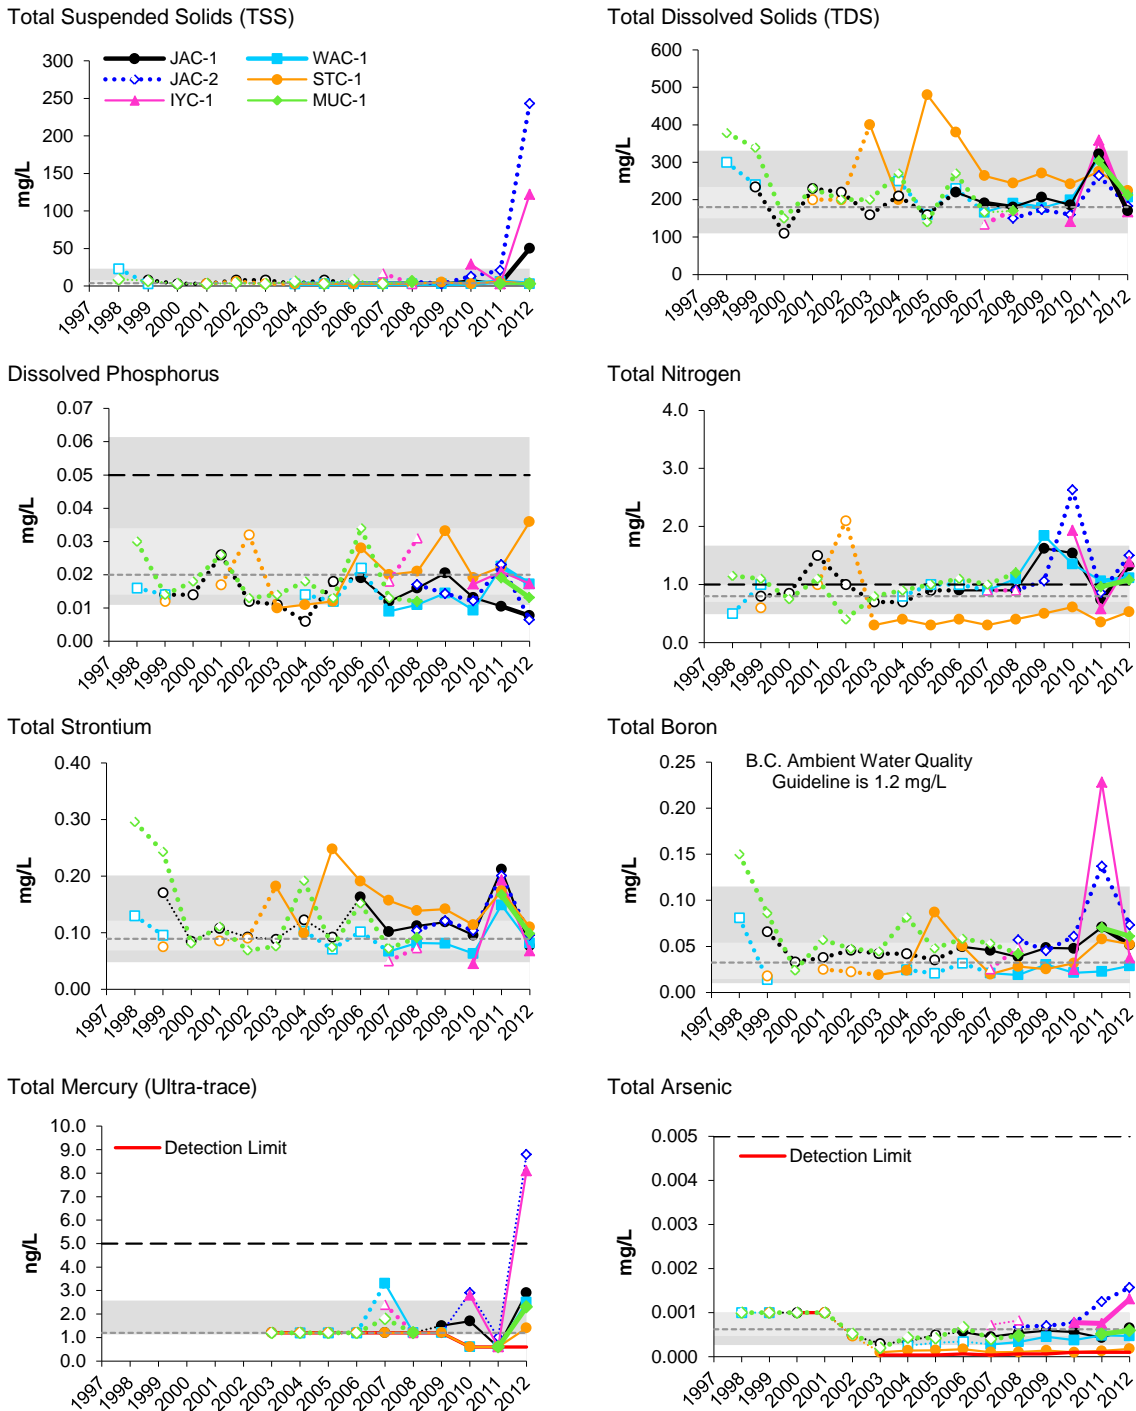 Total Suspended Solids (TSS)
300
250
200
150
100
50
0
mg/L
JAC-1
WAC-1
JAC-2
STC-1
IYC-1
MUC-1
1997 1998 1999 2000 2001 2002 2003 2004 2005 2006 2007 2008 2009 2010 2011 2012
Total Dissolved Solids (TDS)
600
500
400
300
200
100
0
mg/L
1997 1998 1999 2000 2001 2002 2003 2004 2005 2006 2007 2008 2009 2010 2011 2012
Dissolved Phosphorus
0.07
0.06
0.05
0.04
0.03
0.02
0.01
0.00
mg/L
1997 1998 1999 2000 2001 2002 2003 2004 2005 2006 2007 2008 2009 2010 2011 2012
Total Nitrogen
4.0
3.0
2.0
1.0
0.0
mg/L
1997 1998 1999 2000 2001 2002 2003 2004 2005 2006 2007 2008 2009 2010 2011 2012
Total Strontium
0.40
0.30
0.20
0.10
0.00
mg/L
1997 1998 1999 2000 2001 2002 2003 2004 2005 2006 2007 2008 2009 2010 2011 2012
Total Boron
B.C. Ambient Water Quality
Guideline is 1.2 mg/L
0.25
0.20
0.15
0.10
0.05
0.00
mg/L
1997 1998 1999 2000 2001 2002 2003 2004 2005 2006 2007 2008 2009 2010 2011 2012
Total Mercury (Ultra-trace)
10.0
9.0
8.0
7.0
6.0
5.0
4.0
3.0
2.0
1.0
0.0
ng/L
Detection Limit
1997 1998 1999 2000 2001 2002 2003 2004 2005 2006 2007 2008 2009 2010 2011 2012
Total Arsenic
0.005
0.004
0.003
0.002
0.001
0.000
mg/L
Detection Limit
1997 1998 1999 2000 2001 2002 2003 2004 2005 2006 2007 2008 2009 2010 2011 2012